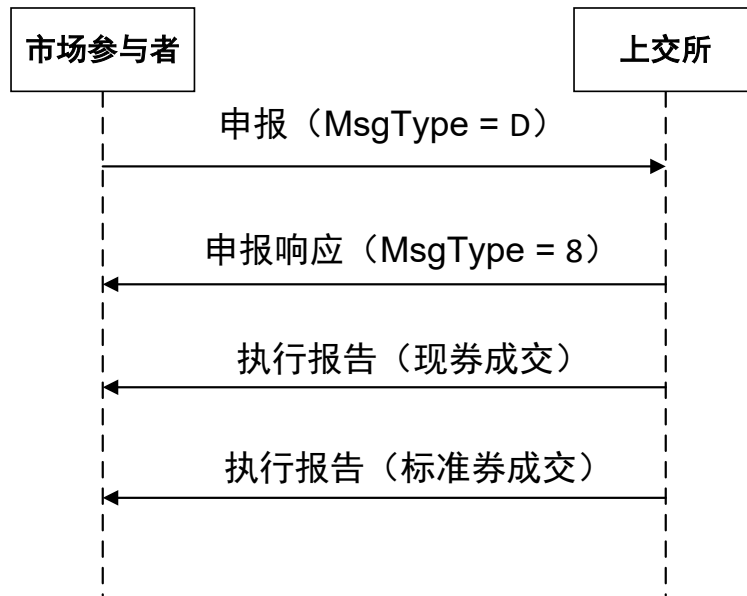 市场参与者
上交所
申报（MsgType = D）
申报响应（MsgType = 8）
执行报告（现券成交）
执行报告（标准券成交）